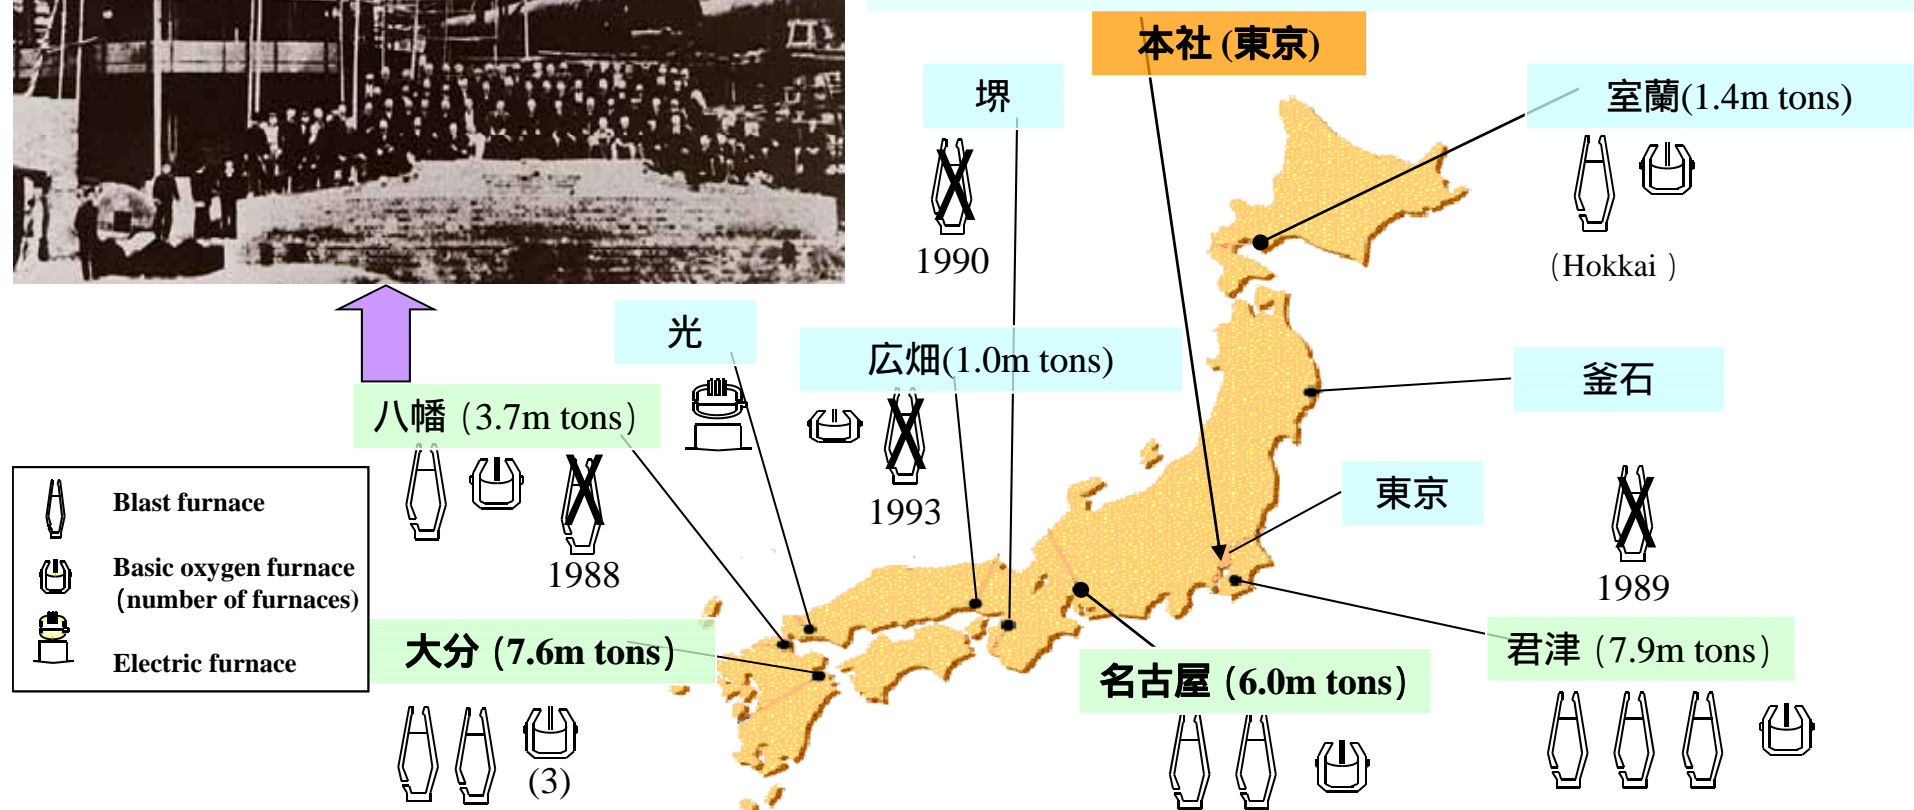 本社 (東京)
堺
室蘭(1.4m tons)
1990
(Hokkai )
光
広畑(1.0m tons)
釜石
八幡 (3.7m tons)
東京
1993
1988
1989
Blast furnace
Basic oxygen furnace
(number of furnaces)
Electric furnace
大分 (7.6m tons)
君津 (7.9m tons)
名古屋 (6.0m tons)
(3)